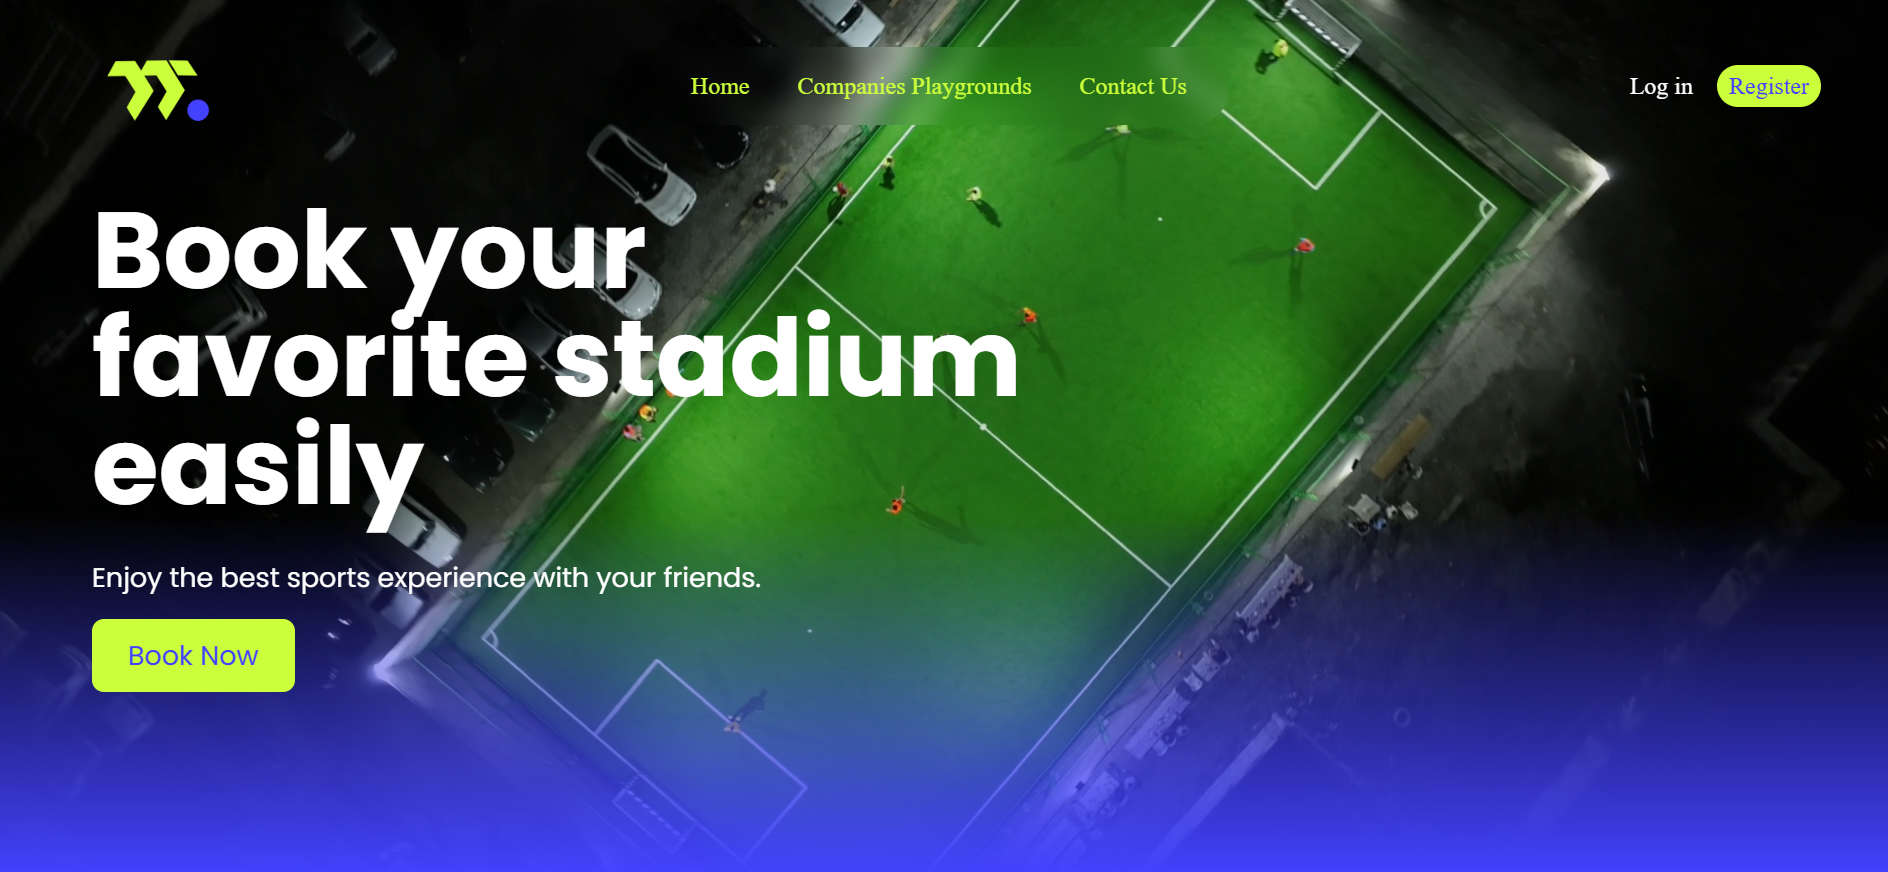 Home Companies Playgrounds Contact Us Log in Register
Book your
favorite stadium
easily
Enjoy the best sports experience with your friends.
Book Now